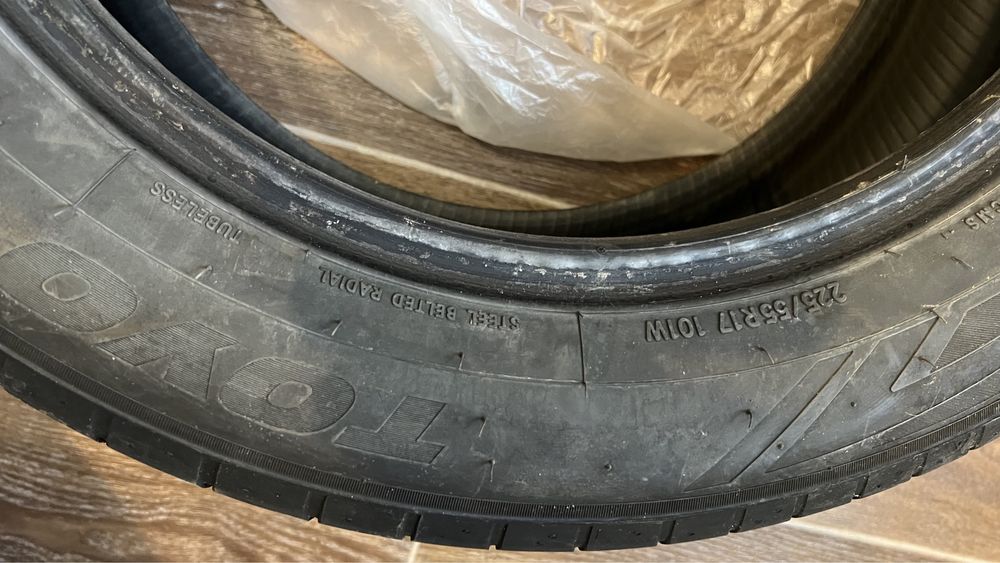 225/55R17 101W
STEEL BELTED RADIAL
TUBELESS
TOYO